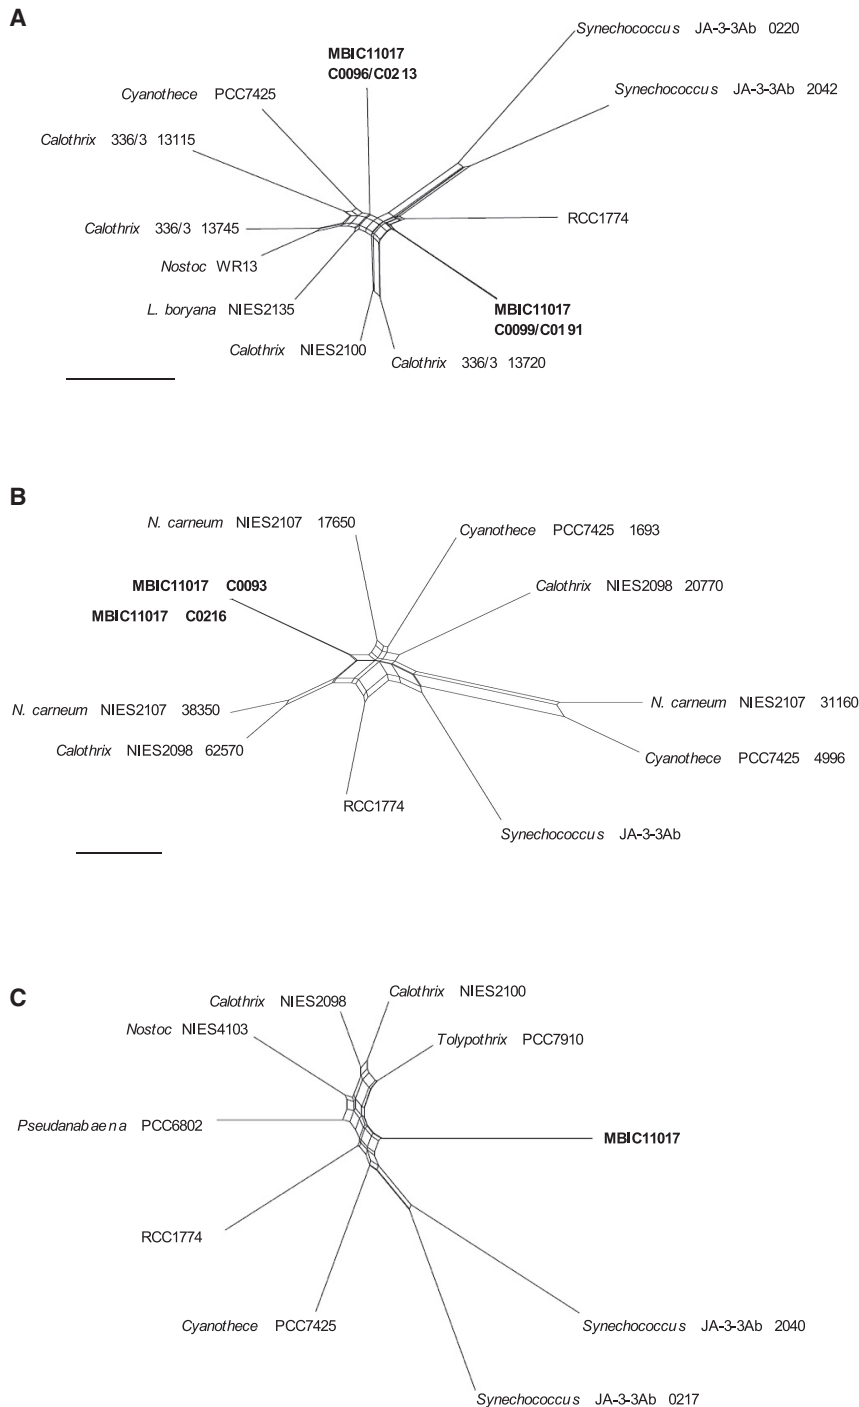 A
Synechococcus JA-3-3Ab 0220
MBIC11017
C0096/C0213
Synechococcus JA-3-3Ab 2042
Cyanothece PCC7425
Calothrix 336/3 13115
RCC1774
Calothrix 336/3 13745
Nostoc WR13
L. boryana NIES2135
MBIC11017
C0099/C0191
Calothrix NIES2100
Calothrix 336/3 13720
B
N. carneum NIES2107 17650
Cyanothece PCC7425 1693
MBIC11017 C0093
Calothrix NIES2098 20770
MBIC11017 C0216
N. carneum NIES2107 38350
N. carneum NIES2107 31160
Calothrix NIES2098 62570
Cyanothece PCC7425 4996
RCC1774
Synechococcus JA-3-3Ab
C
Calothrix NIES2100
Calothrix NIES2098
Nostoc NIES4103
Tolypothrix PCC7910
Pseudanabaena PCC6802
MBIC11017
RCC1774
Cyanothece PCC7425
Synechococcus JA-3-3Ab 2040
Synechococcus JA-3-3Ab 0217